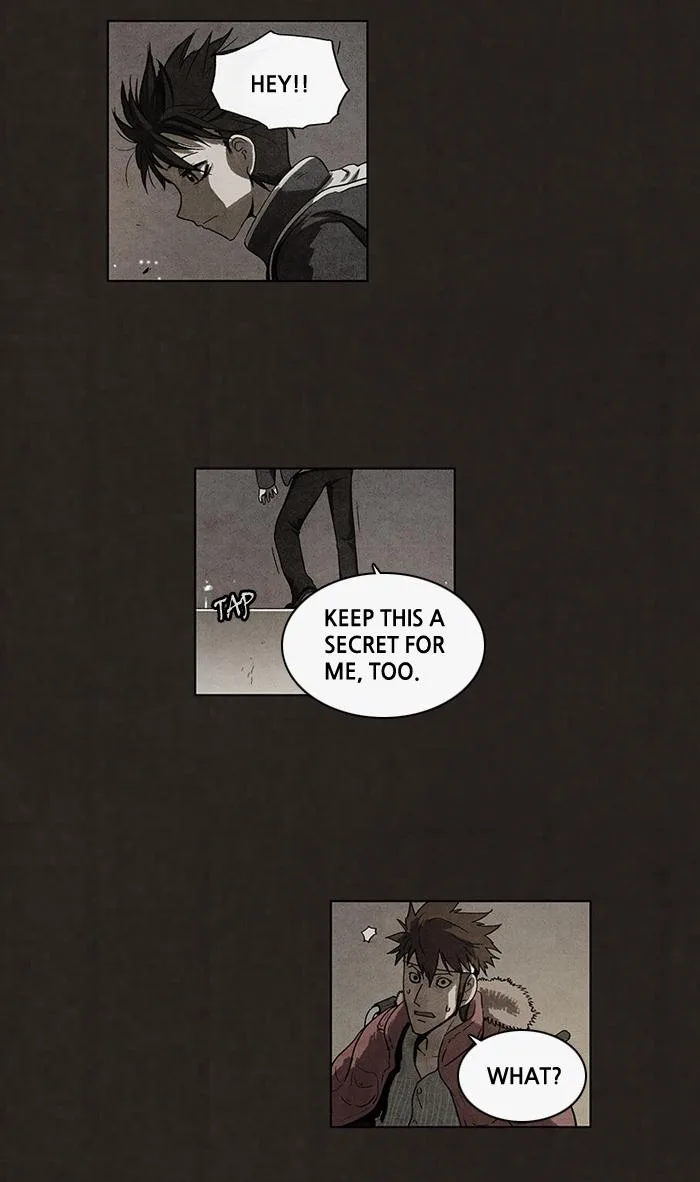 HEY!!
TAP
KEEP THIS A
SECRET FOR
ME, TOO.
WHAT?